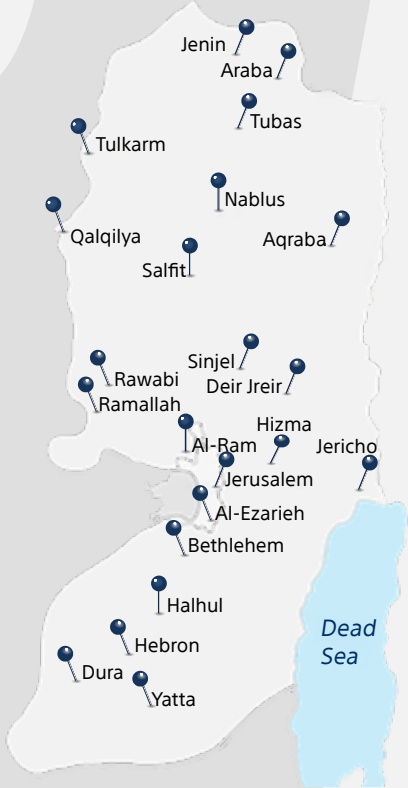 Jenin
Araba
Tubas
Tulkarm
Nablus
Qalqilya
Aqraba
Salfit
Sinjel
Rawabi
Deir Jreir
Ramallah
Hizma
Al-Ram
Jericho
Jerusalem
Al-Ezarieh
Bethlehem
Halhul
Dead
Sea
Hebron
Dura
Yatta